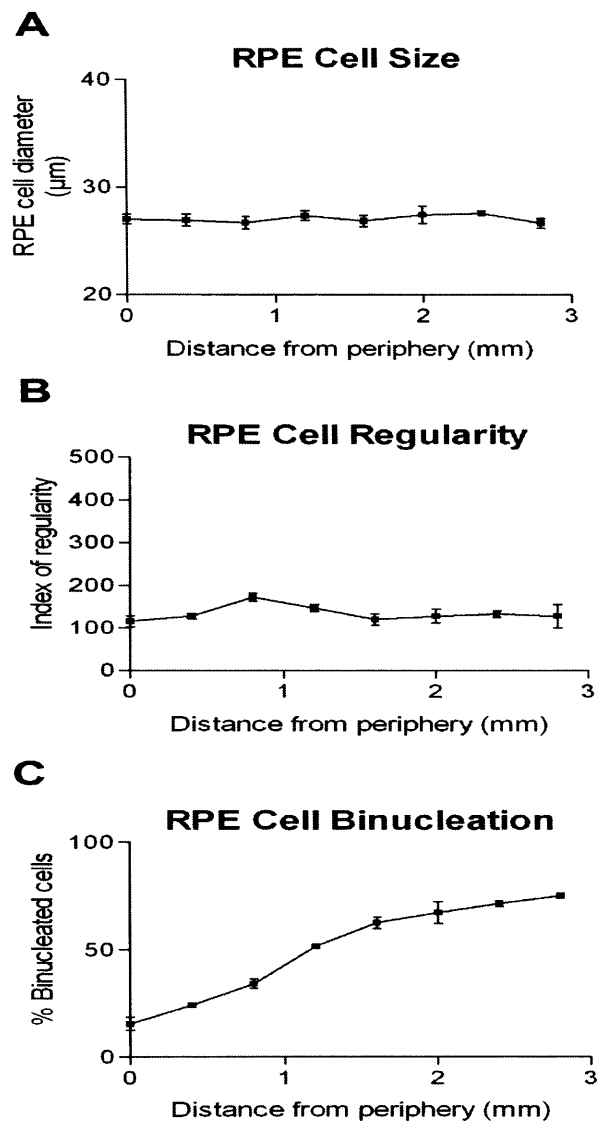 A
RPE Cell Size
RPE cell diameter
(µm)
40
30
20
0
1
2
3
Distance from periphery (mm)
B
RPE Cell Regularity
Index of regularity
500
400
300
200
100
0
0
1
2
3
Distance from periphery (mm)
C
RPE Cell Binucleation
% Binucleated cells
100
50
0
0
1
2
3
Distance from periphery (mm)